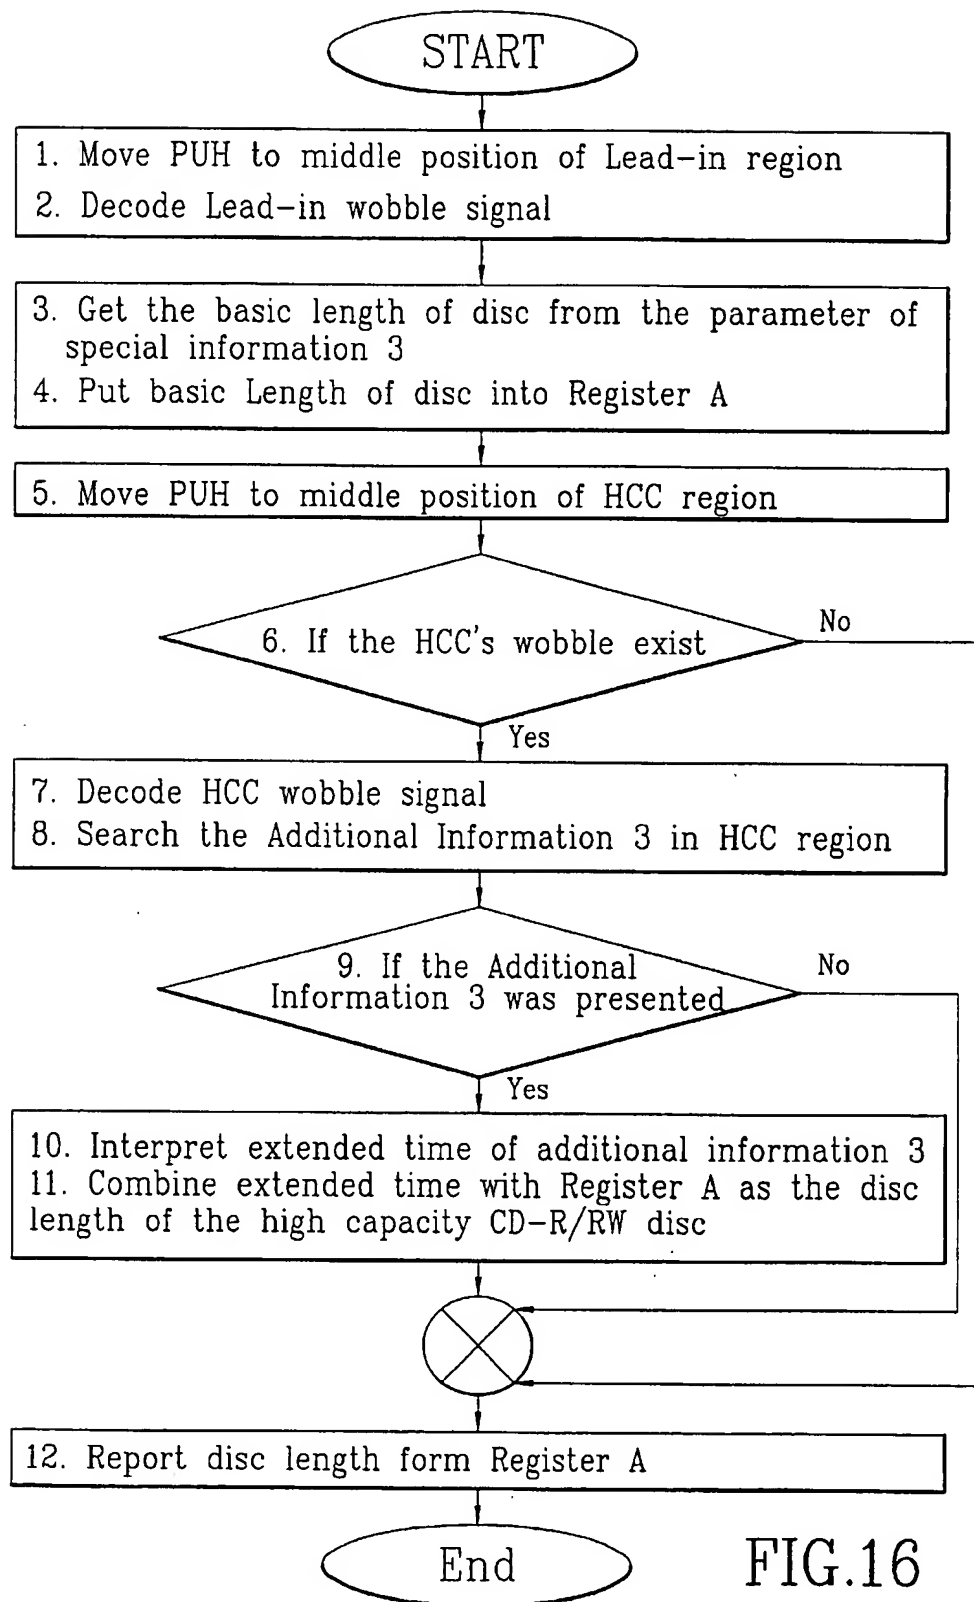 START
1. Move PUH to middle position of Lead-in region
2. Decode Lead-in wobble signal
3. Get the basic length of disc from the parameter of
special information 3
4. Put basic Length of disc into Register A
5. Move PUH to middle position of HCC region
6. If the HCC's wobble exist
No
Yes
7. Decode HCC wobble signal
8. Search the Additional Information 3 in HCC region
9. If the Additional
Information 3 was presented
No
Yes
10. Interpret extended time of additional information 3
11. Combine extended time with Register A as the disc
length of the high capacity CD-R/RW disc
12. Report disc length form Register A
End
FIG.16